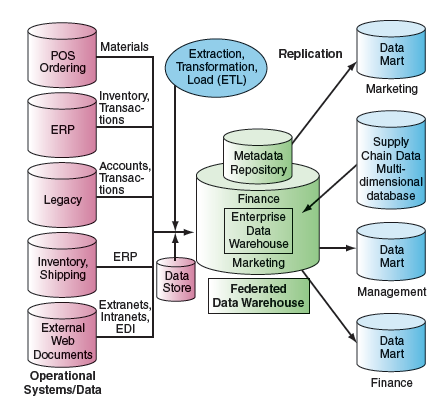 POS
Ordering
Materials
ERP
Inventory,
Transac-
tions
Legacy
Accounts,
Transac-
tions
Inventory,
Shipping
ERP
External
Web
Documents
Extranets,
Intranets,
EDI
Operational
Systems/Data
Extraction,
Transformation,
Load (ETL)
Data
Store
Replication
Metadata
Repository
Finance
Enterprise
Data
Warehouse
Marketing
Federated
Data Warehouse
Data
Mart
Marketing
Supply
Chain Data
Multi-
dimensional
database
Data
Mart
Management
Data
Mart
Finance